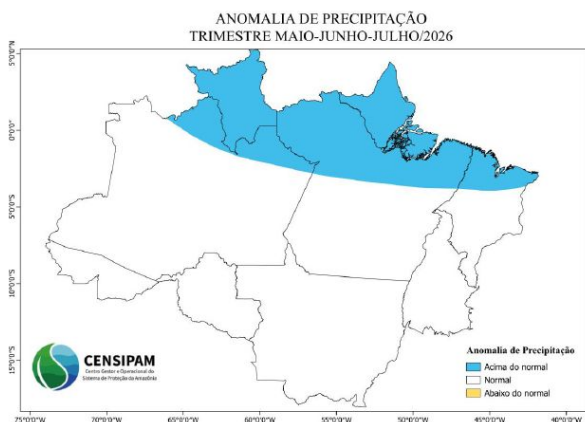 ANOMALIA DE PRECIPITAÇÃO
TRIMESTRE MAIO-JUNHO-JULHO/2026
5°0'0"N
0°0'0"
5°0'0"S
10°0'0"S
15°0'0"S
CENSIPAM
Centro Gestor e Operacional do
Sistema de Proteção da Amazônia
Anomalia de Precipitação
Acima do normal
Normal
Abaixo do normal
75°0'0"W 70°0'0"W 65°0'0"W 60°0'0"W 55°0'0"W 50°0'0"W 45°0'0"W 40°0'0"W